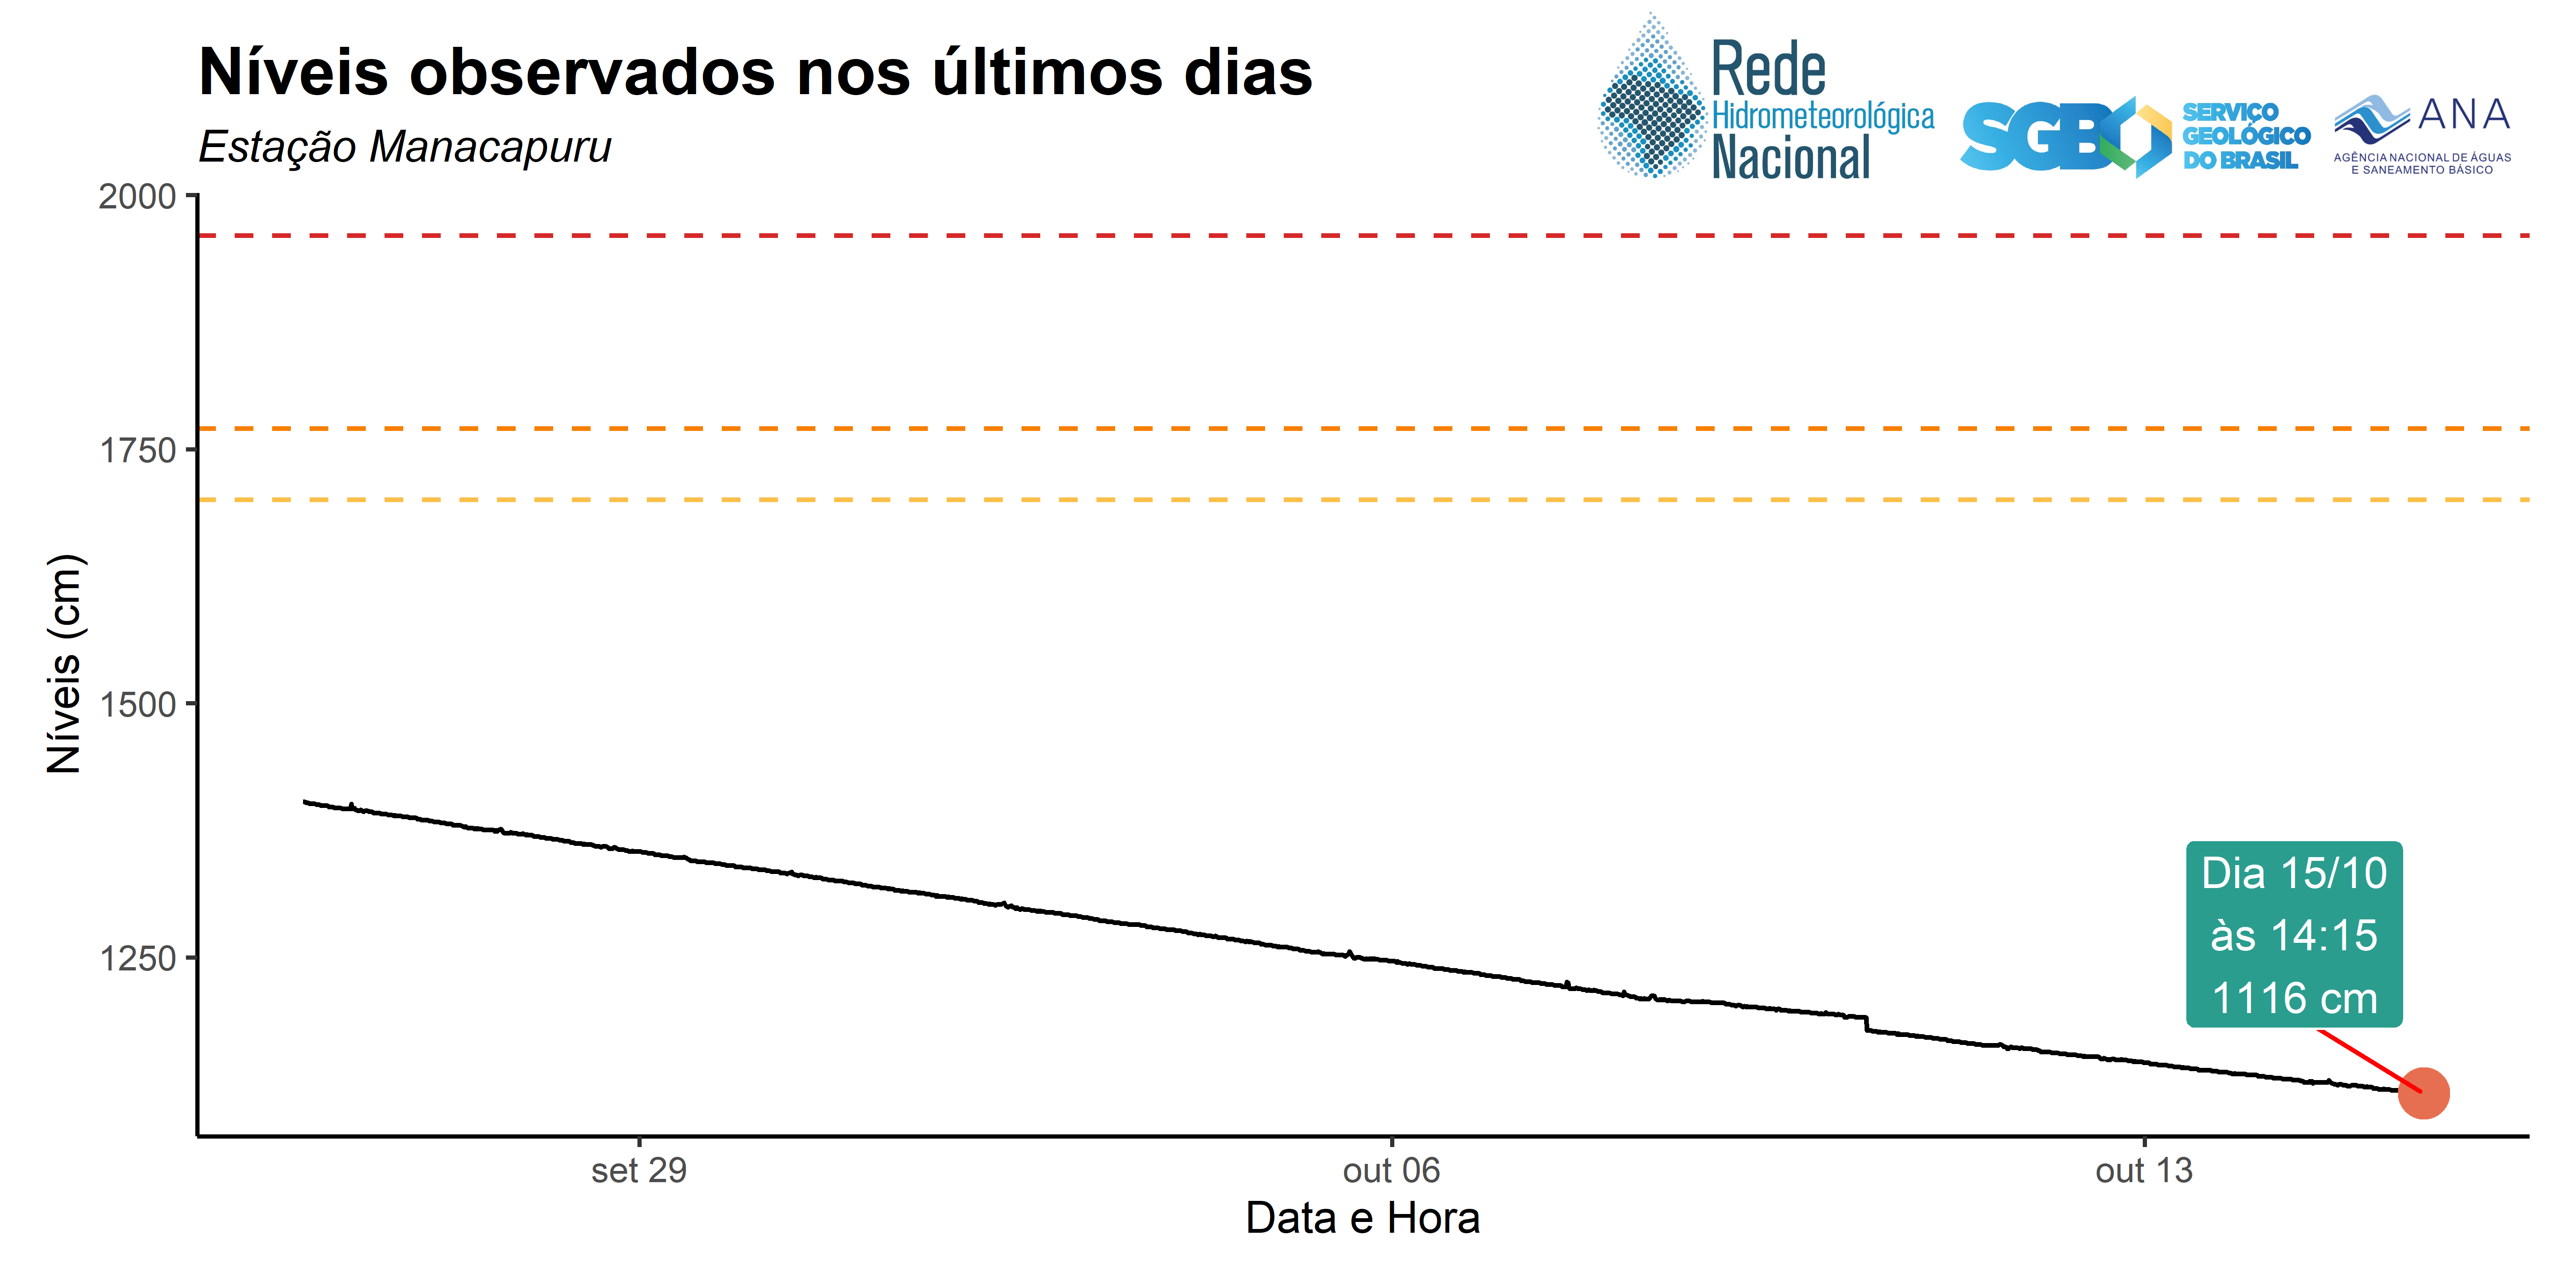 Níveis observados nos últimos dias
Estação Manacapuru
Rede
Hidrometeorológica
Nacional
SGB
SERVIÇO
GEOLÓGICO
DO BRASIL
ANA
AGÊNCIA NACIONAL DE ÁGUAS
E SANEAMENTO BÁSICO
2000
1750
1500
1250
Níveis (cm)
Dia 15/10
às 14:15
1116 cm
set 29
out 06
out 13
Data e Hora